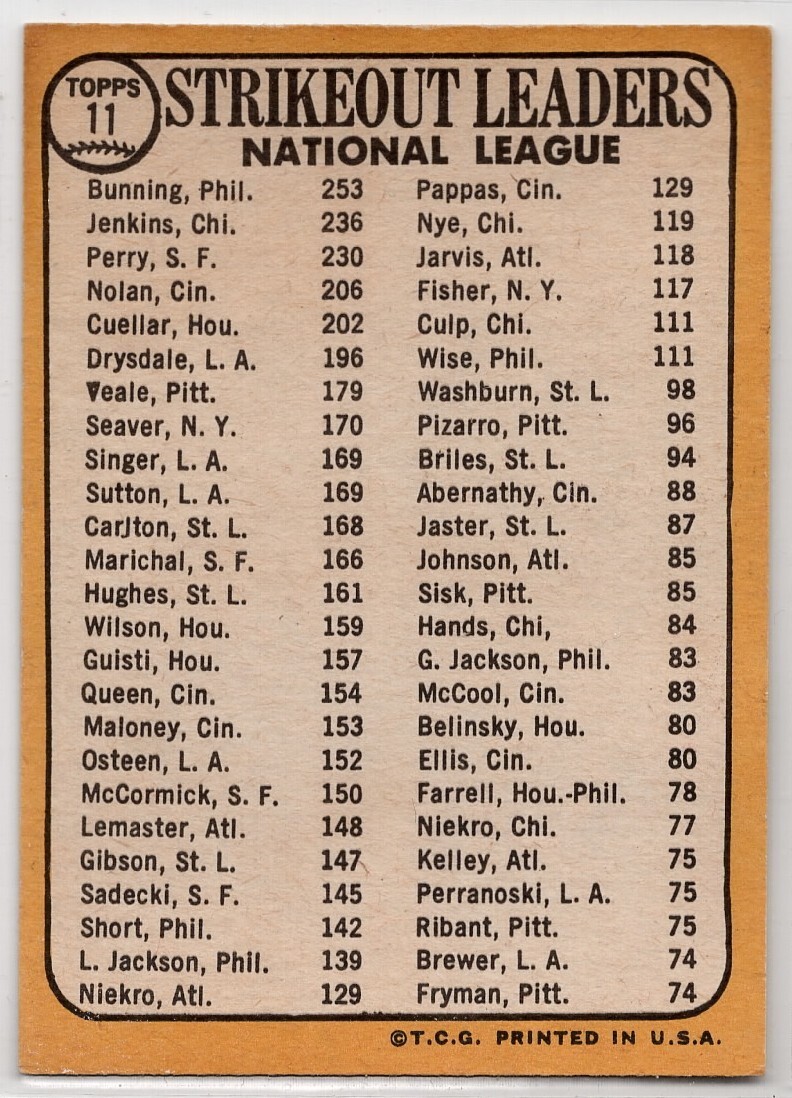 TOPPS
11
STRIKEOUT LEADERS
NATIONAL LEAGUE
Bunning, Phil. 253
Jenkins, Chi. 236
Perry, S. F. 230
Nolan, Cin. 206
Cuellar, Hou. 202
Drysdale, L. A. 196
Veale, Pitt. 179
Seaver, N. Y. 170
Singer, L. A. 169
Sutton, L. A. 169
Carlton, St. L. 168
Marichal, S. F. 166
Hughes, St. L. 161
Wilson, Hou. 159
Guisti, Hou. 157
Queen, Cin. 154
Maloney, Cin. 153
Osteen, L. A. 152
McCormick, S. F. 150
Lemaster, Atl. 148
Gibson, St. L. 147
Sadecki, S. F. 145
Short, Phil. 142
L. Jackson, Phil. 139
Niekro, Atl. 129
Pappas, Cin. 129
Nye, Chi. 119
Jarvis, Atl. 118
Fisher, N. Y. 117
Culp, Chi. 111
Wise, Phil. 111
Washburn, St. L. 98
Pizarro, Pitt. 96
Briles, St. L. 94
Abernathy, Cin. 88
Jaster, St. L. 87
Johnson, Atl. 85
Sisk, Pitt. 85
Hands, Chi, 84
G. Jackson, Phil. 83
McCool, Cin. 83
Belinsky, Hou. 80
Ellis, Cin. 80
Farrell, Hou.-Phil. 78
Niekro, Chi. 77
Kelley, Atl. 75
Perranoski, L. A. 75
Ribant, Pitt. 75
Brewer, L. A. 74
Fryman, Pitt. 74
©T.C.G. PRINTED IN U.S.A.